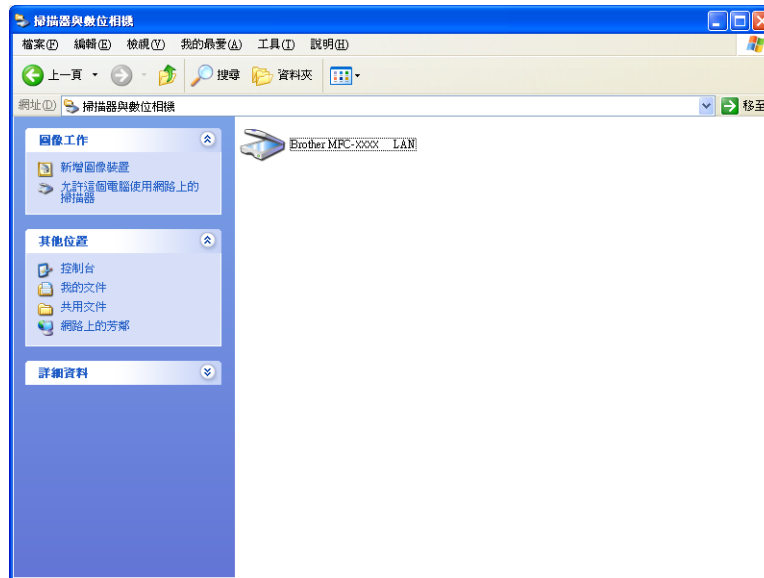 掃描器與數位相機
檔案(F) 編輯(E) 檢視(V) 我的最愛(A) 工具(T) 說明(H)
上一頁 搜尋 資料夾
網址(D) 掃描器與數位相機 移至
圖像工作
新增圖像裝置
允許這個電腦使用網路上的
掃描器
其他位置
控制台
我的文件
共用文件
網路上的芳鄰
詳細資料
Brother MFC-XXXX LAN